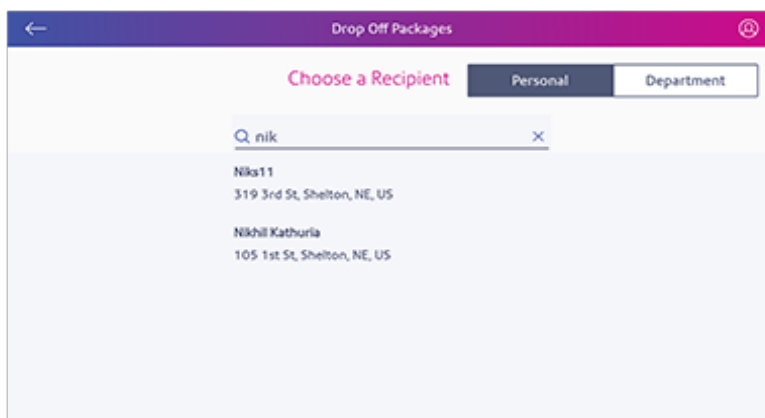 Drop Off Packages
Choose a Recipient Personal Department
nik
Niks11
319 3rd St, Shelton, NE, US
Nikhil Kathuria
105 1st St, Shelton, NE, US